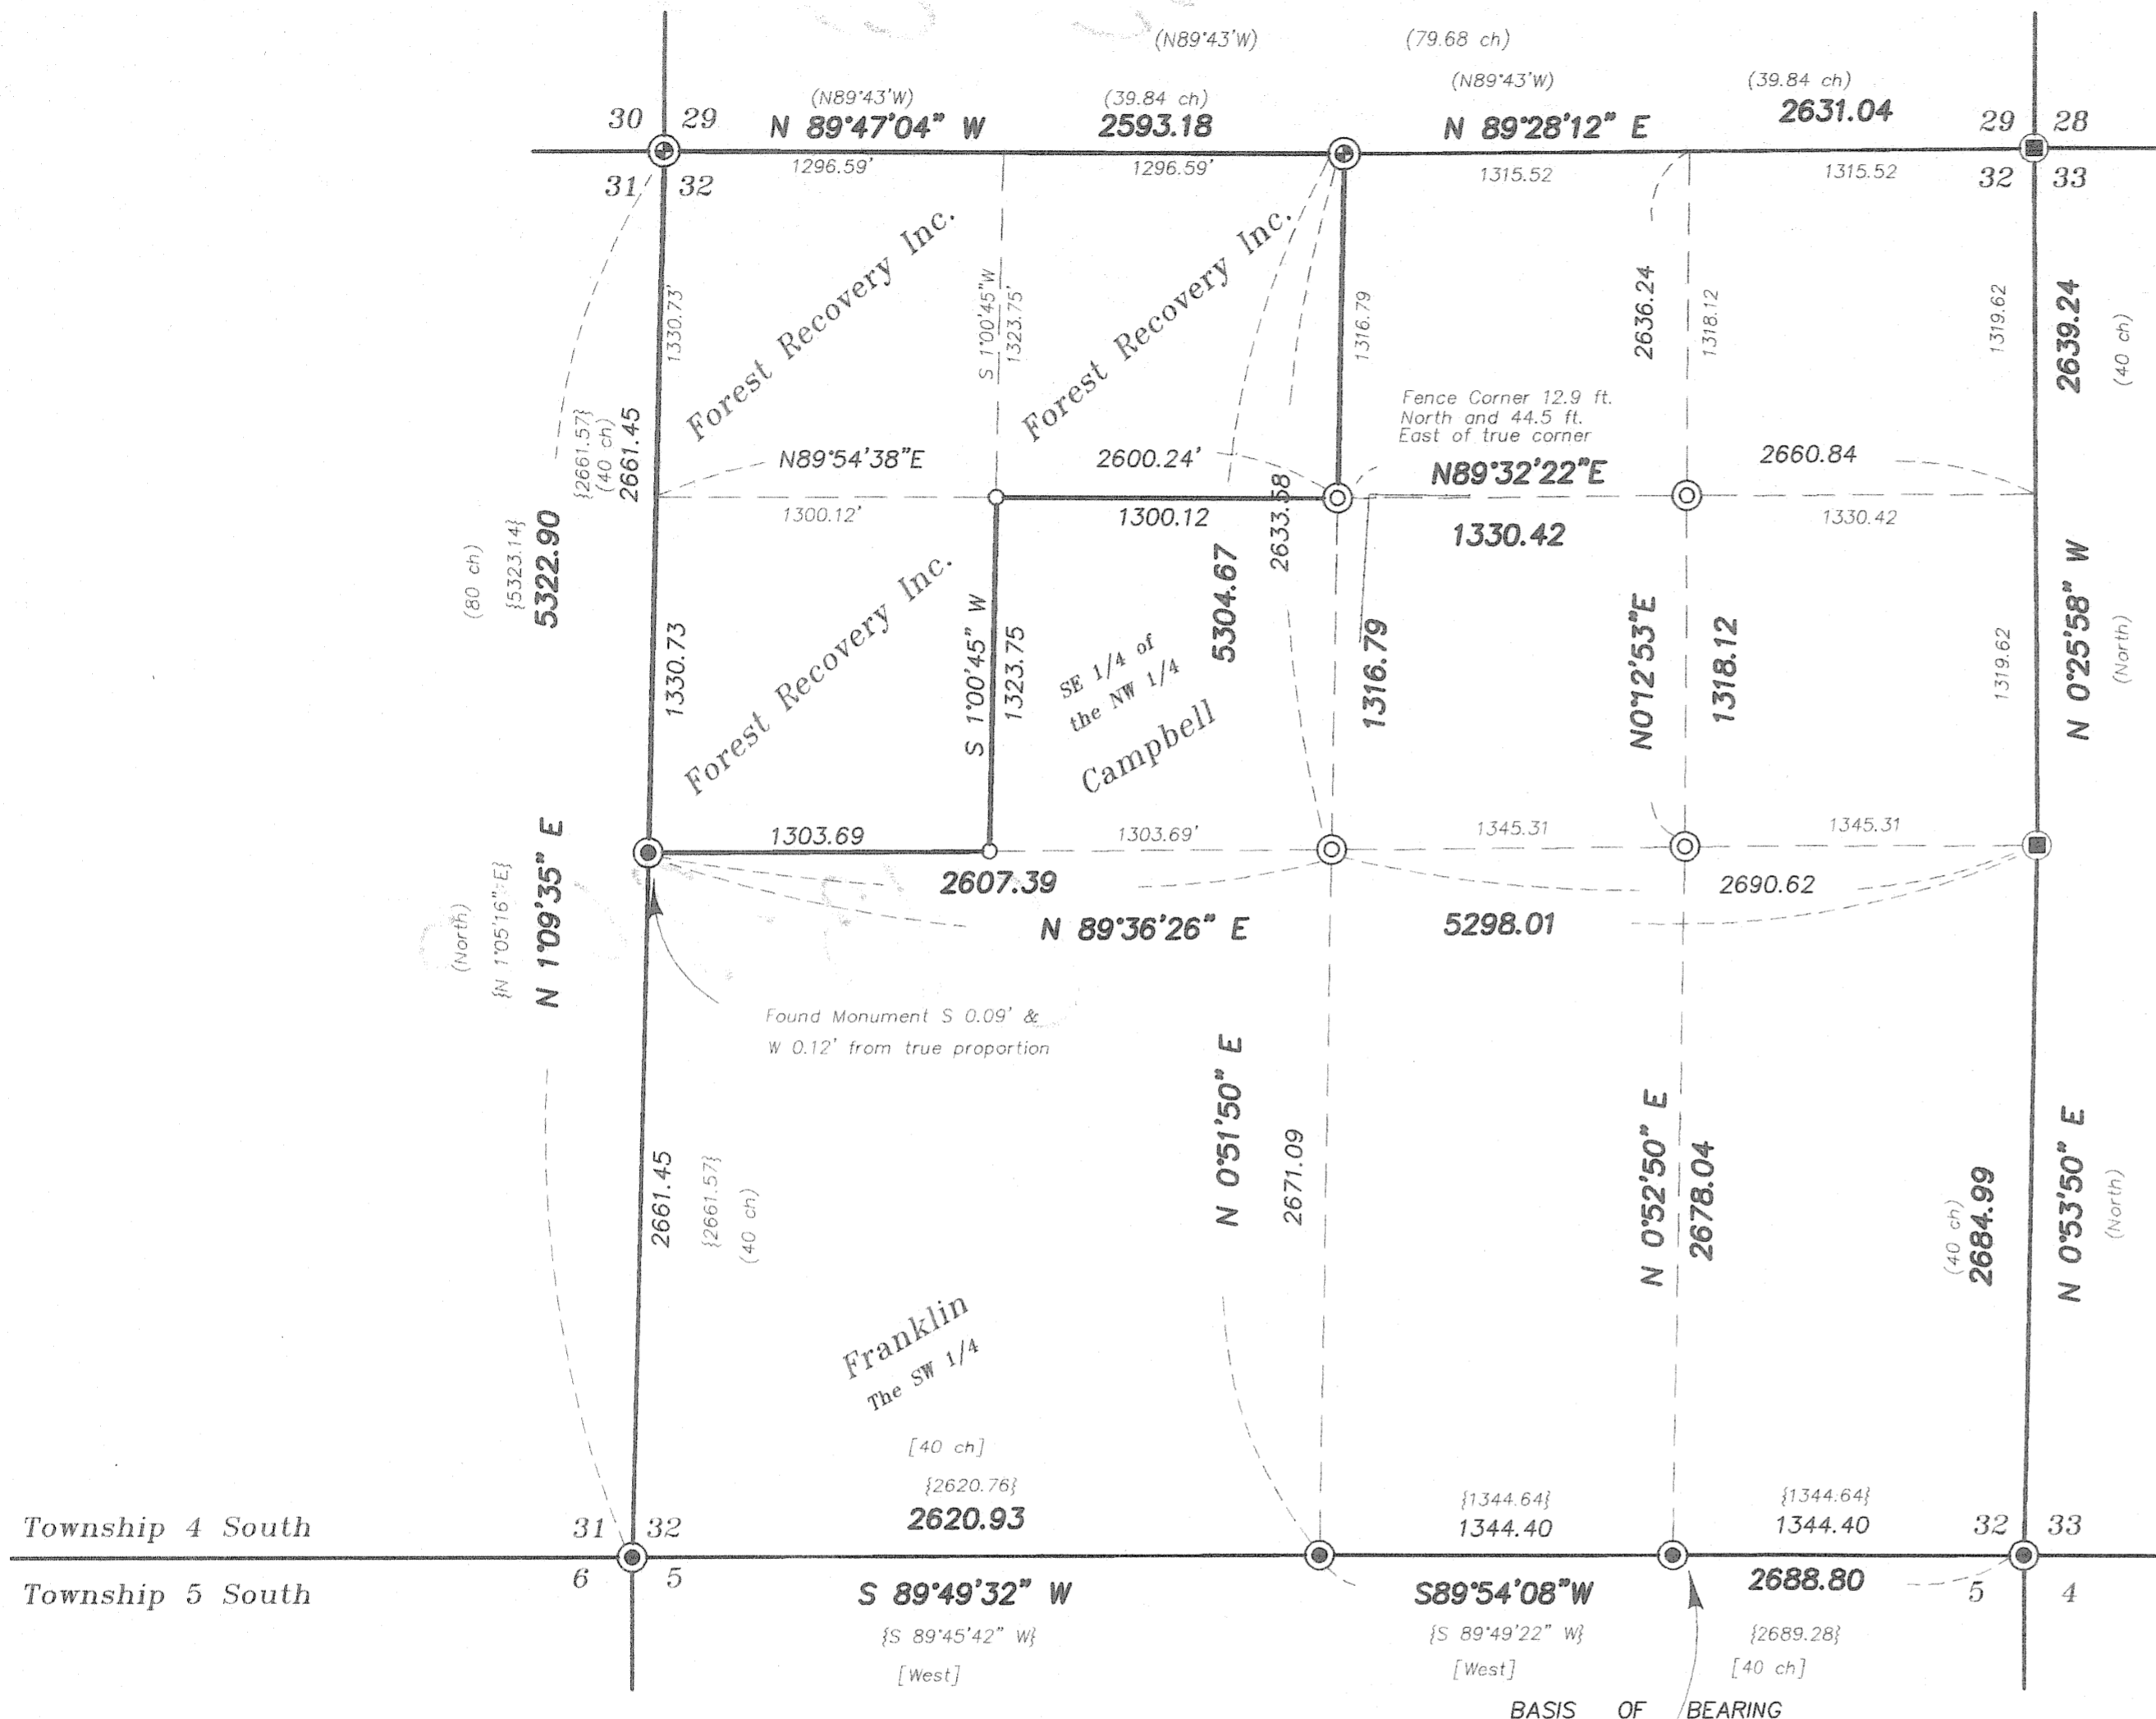 (N89°43'W) (79.68 ch)
(N89°43'W) (39.84 ch) (N89°43'W) (39.84 ch)
30 29 N 89°47'04" W 2593.18 N 89°28'12" E 2631.04 29 28
1296.59' 1296.59' 1315.52 1315.52
31 32 32 33
Forest Recovery Inc.
Forest Recovery Inc.
1330.73'
S 1°00'45"W
1323.75'
1316.79
2636.24
1318.12
1319.62
2639.24
(40 ch)
Fence Corner 12.9 ft.
North and 44.5 ft.
East of true corner
{2661.57}
(40 ch)
2661.45
N89°54'38"E 2600.24' N89°32'22"E 2660.84
1300.12' 1300.12 1330.42 1330.42
(80 ch)
{5323.14}
5322.90
2633.58
5304.67
Forest Recovery Inc.
1330.73
S 1°00'45" W
1323.75
SE 1/4 of
the NW 1/4
Campbell
1316.79
N0°12'53"E
1318.12
1319.62
N 0°25'58" W
(North)
1303.69 1303.69' 1345.31 1345.31
2607.39 2690.62
N 89°36'26" E 5298.01
(North)
{N 1°05'16" E}
N 1°09'35" E
Found Monument S 0.09' &
W 0.12' from true proportion
2661.45
{2661.57}
(40 ch)
N 0°51'50" E
2671.09
N 0°52'50" E
2678.04
(40 ch)
2684.99
N 0°53'50" E
(North)
Franklin
The SW 1/4
[40 ch]
{2620.76} {1344.64} {1344.64}
2620.93 1344.40 1344.40
Township 4 South 31 32 32 33
Township 5 South 6 5 5 4
S 89°49'32" W S89°54'08"W 2688.80
{S 89°45'42" W} {S 89°49'22" W} {2689.28}
[West] [West] [40 ch]
BASIS OF BEARING